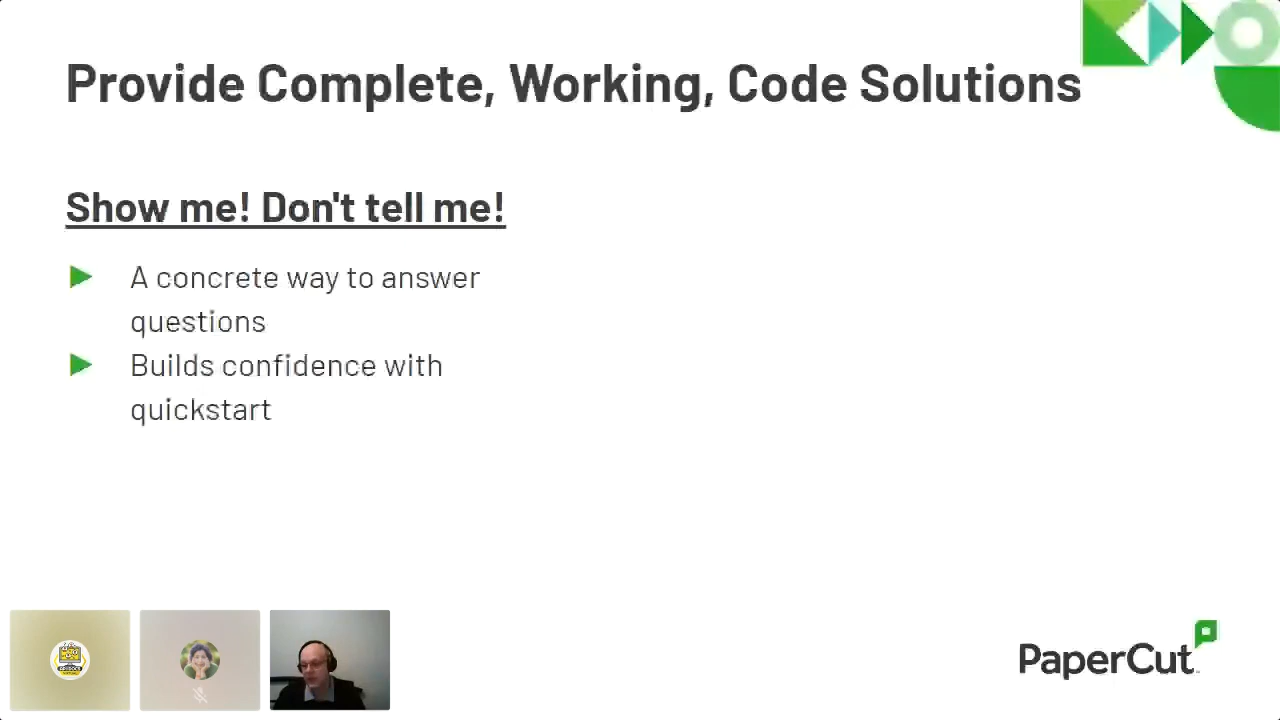 Provide Complete, Working, Code Solutions
Show me! Don't tell me!
A concrete way to answer
questions
Builds confidence with
quickstart
PaperCut